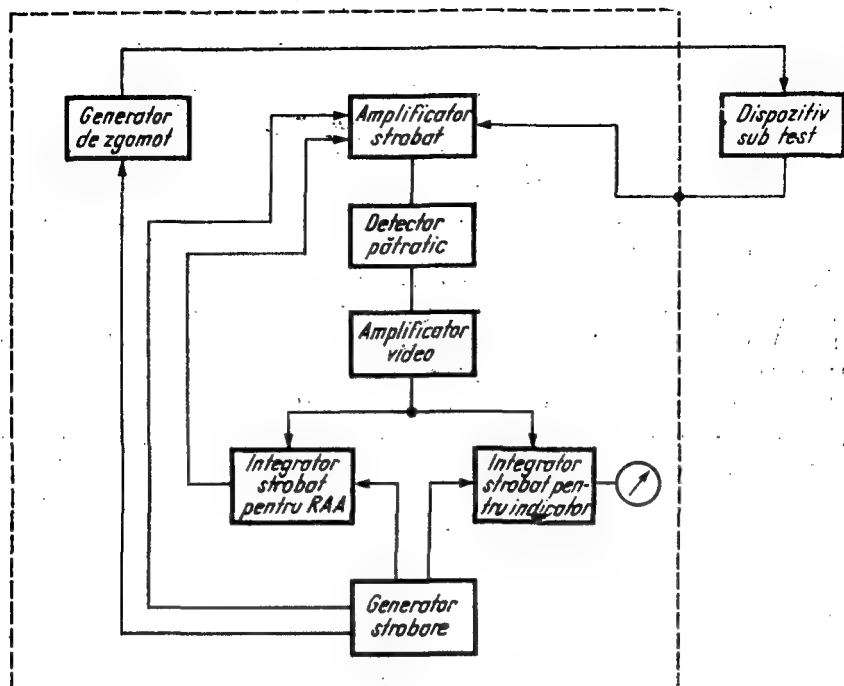 Generator
de zgomot
Amplificator
strobat
Dispozitiv
sub test
Detector
pătratic
Amplificator
video
Integrator
strobat
pentru RAA
Integrator
strobat pen-
tru indicator
Generator
strobare